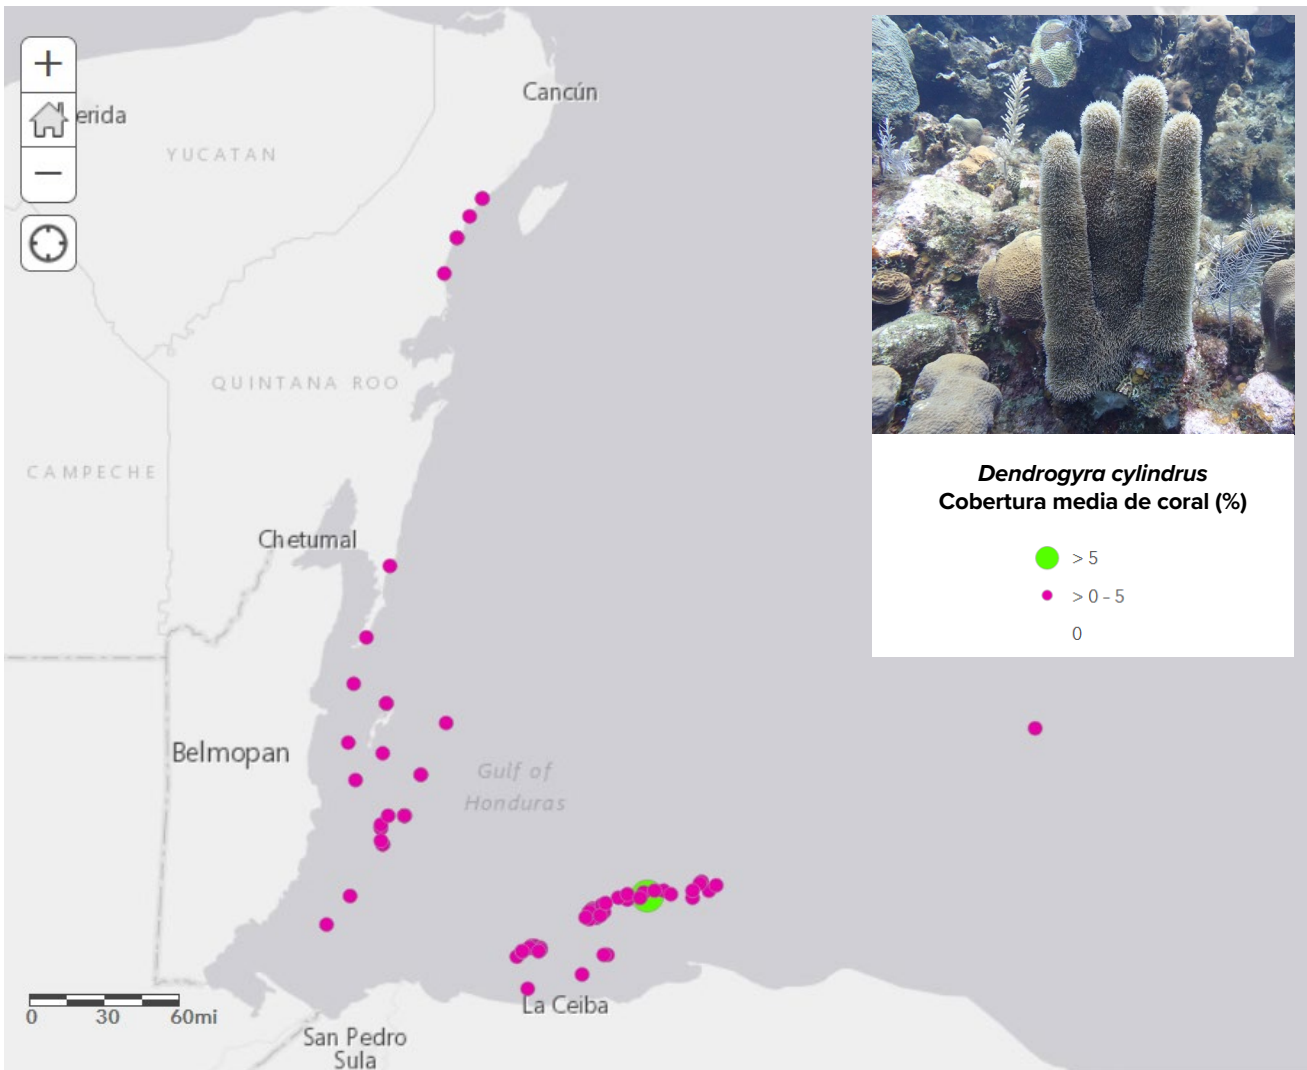 +
Cancún
erida
YUCATAN
−
QUINTANA ROO
CAMPECHE
Dendrogyra cylindrus
Cobertura media de coral (%)
> 5
> 0 - 5
0
Chetumal
Belmopan
Gulf of
Honduras
La Ceiba
0 30 60mi
San Pedro
Sula